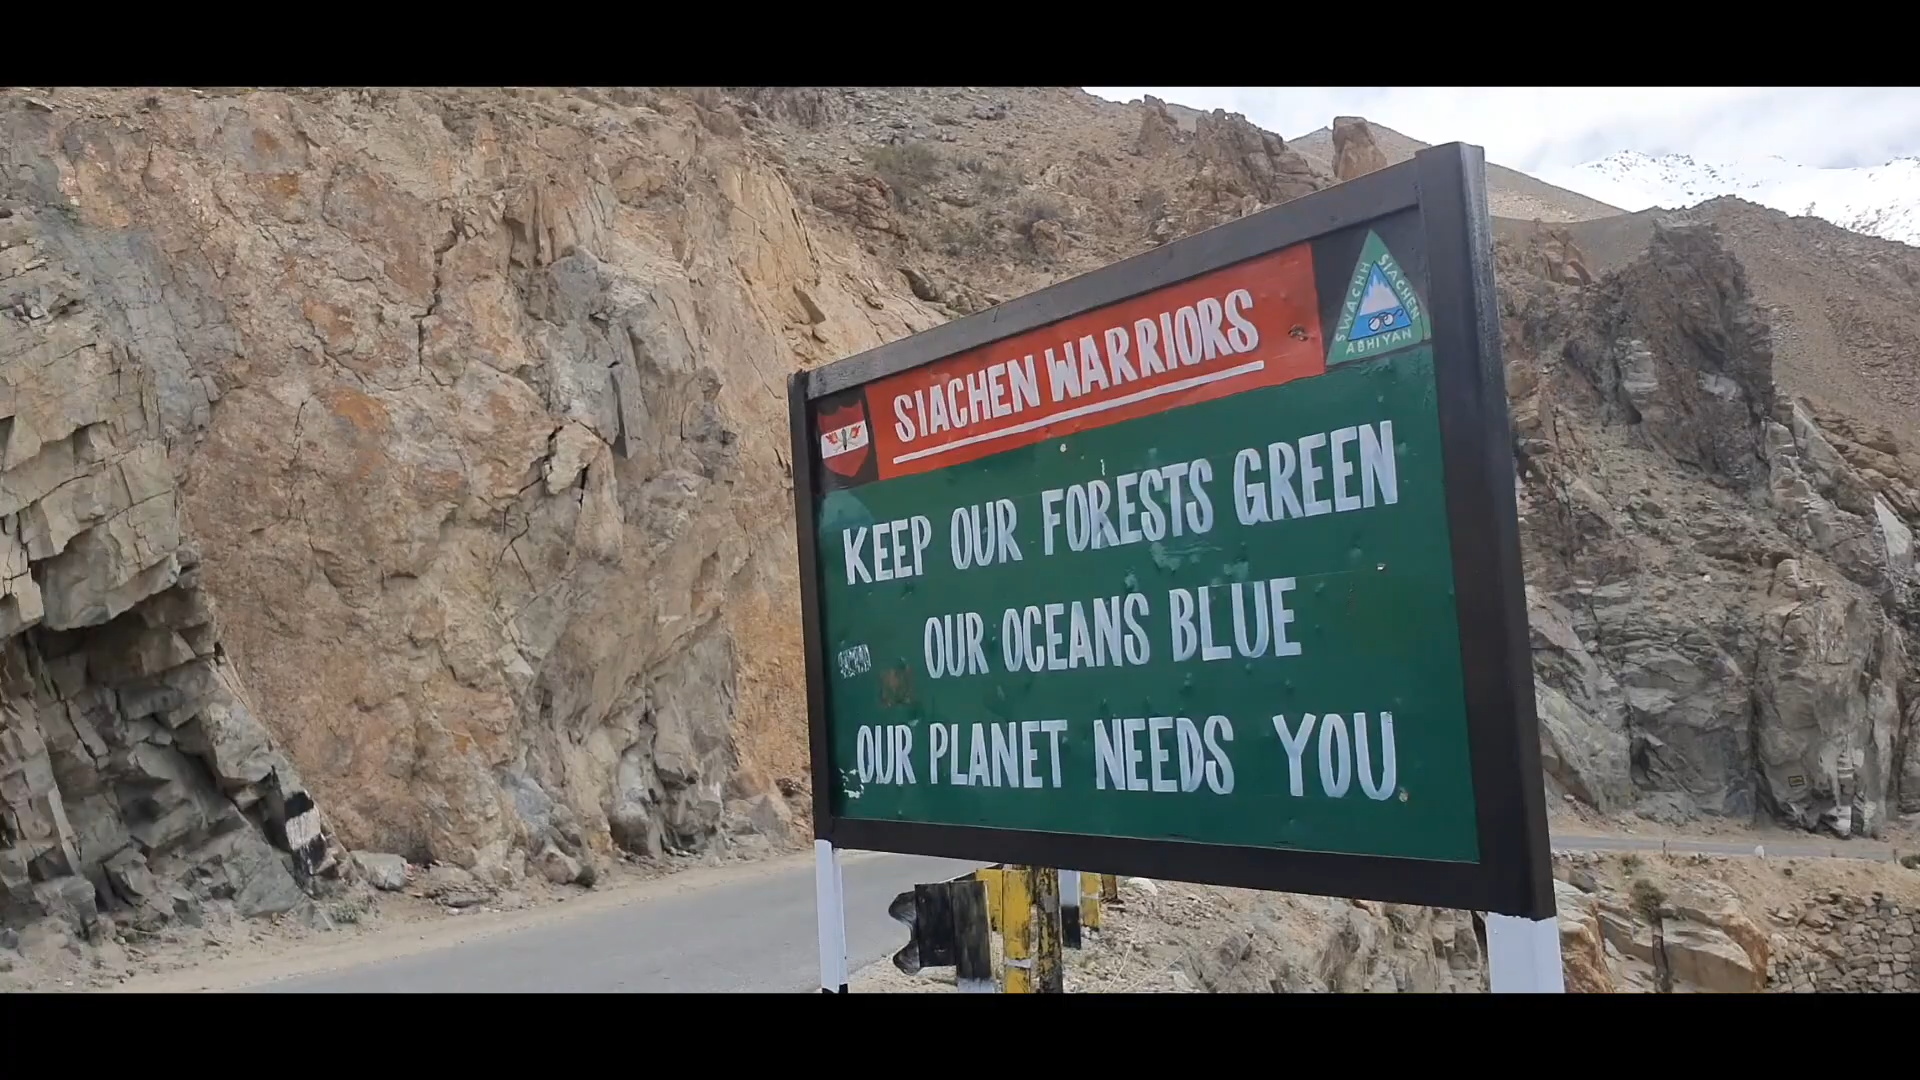 SIACHEN WARRIORS
SWACHH SIACHEN ABHIYAN
KEEP OUR FORESTS GREEN
OUR OCEANS BLUE
OUR PLANET NEEDS YOU